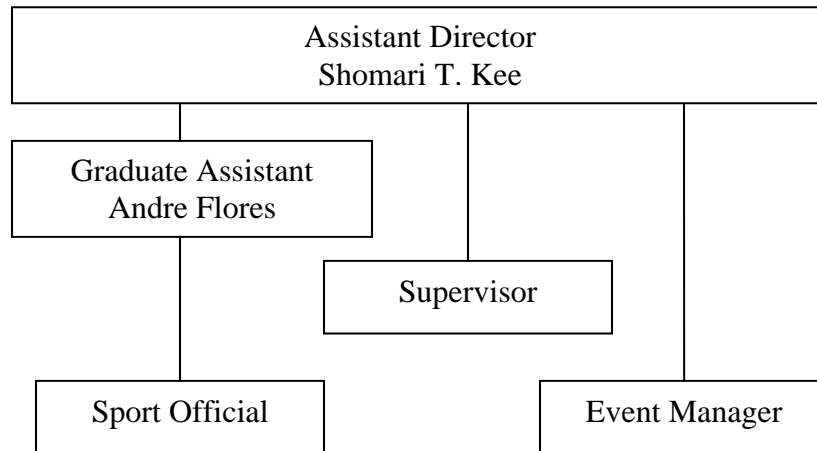 Assistant Director
Shomari T. Kee
Graduate Assistant
Andre Flores
Supervisor
Sport Official
Event Manager